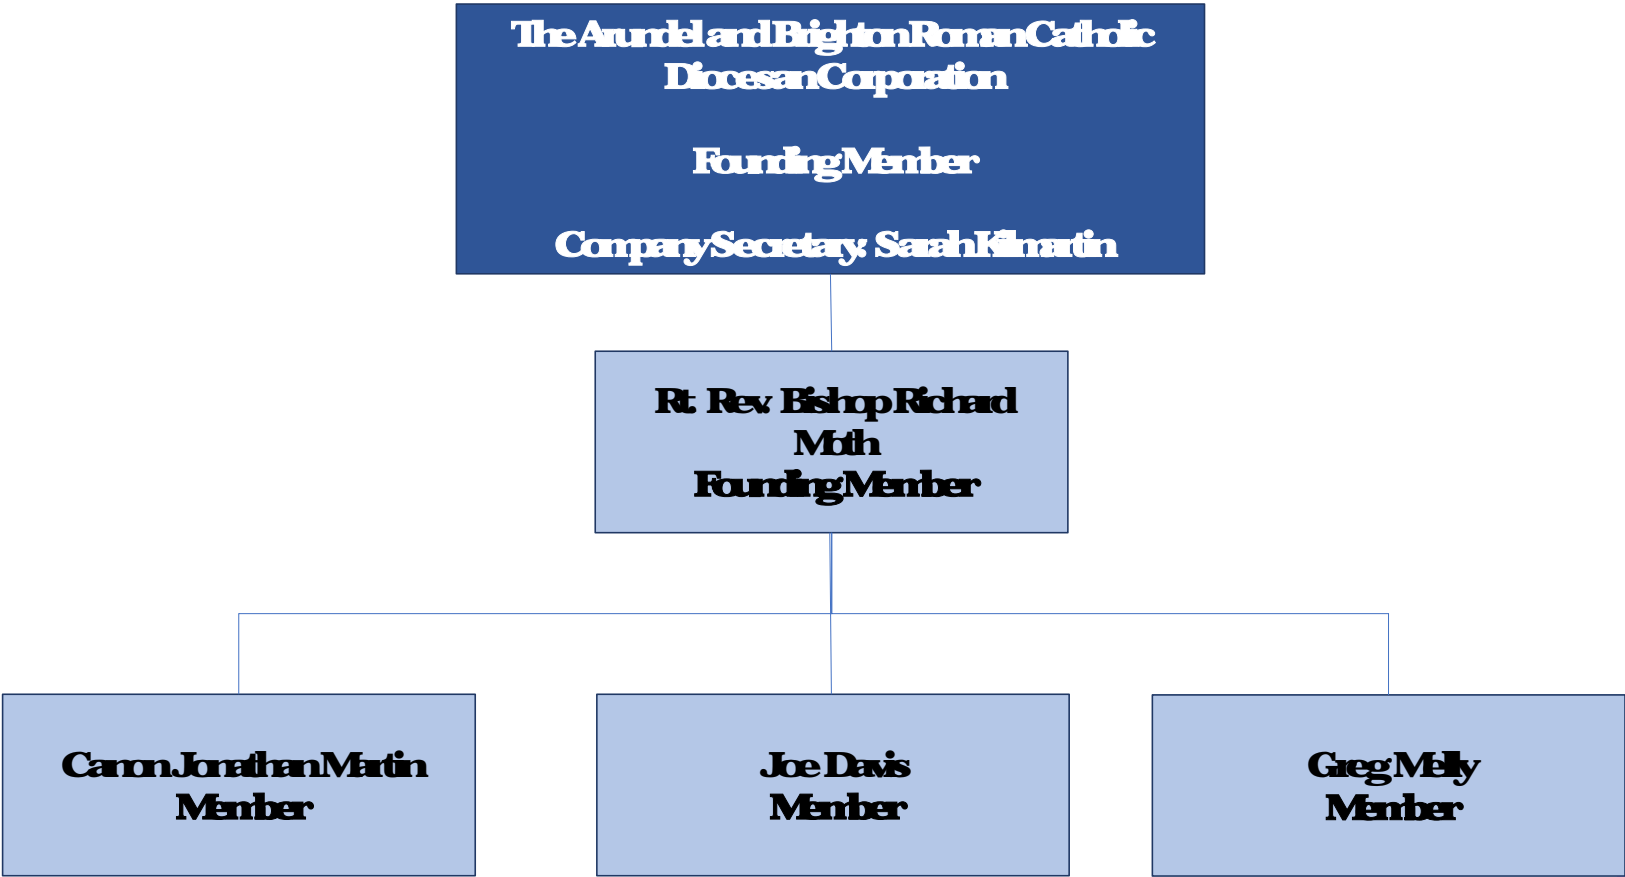 The Arundel and Brighton Roman Catholic
Diocesan Corporation
Founding Member
Company Secretary: Sarah Kilmartin
Rt. Rev. Bishop Richard
Moth
Founding Member
Canon Jonathan Martin
Member
Joe Davis
Member
Greg Melly
Member